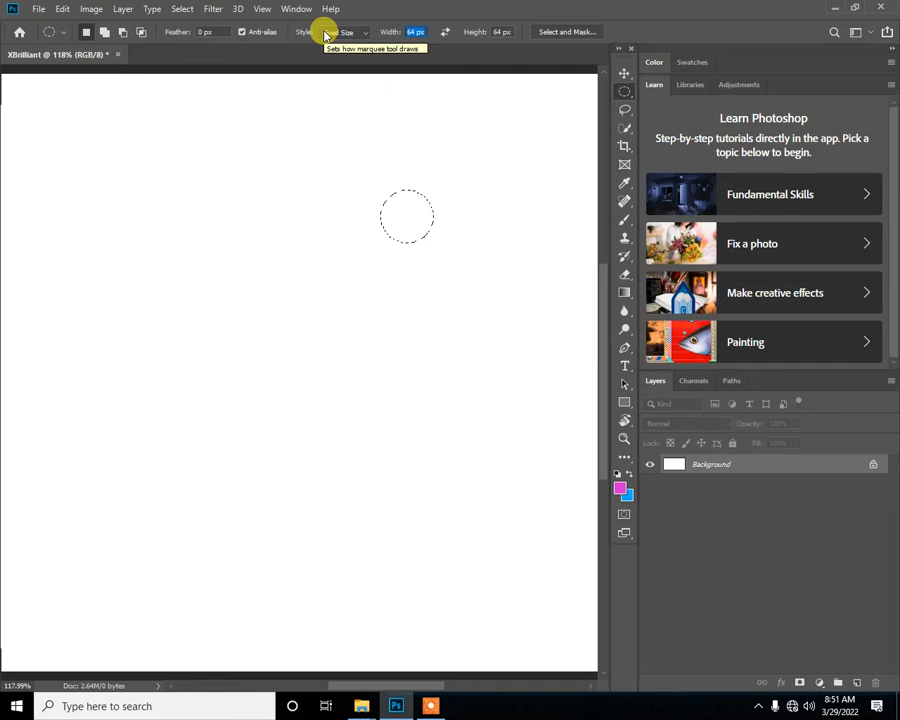 Ps File Edit Image Layer Type Select Filter 3D View Window Help
Feather: 0 px Anti-alias Style: Fixed Size Width: 64 px Height: 64 px Select and Mask...
Sets how marquee tool draws
XBrilliant @ 118% (RGB/8) * ×
Color Swatches
Learn Libraries Adjustments
Learn Photoshop
Step-by-step tutorials directly in the app. Pick a
topic below to begin.
Fundamental Skills
Fix a photo
Make creative effects
Painting
Layers Channels Paths
Kind
Normal Opacity: 100%
Lock: Fill: 100%
Background
117.99% Doc: 2.64M/0 bytes
Type here to search
Ps
8:51 AM
3/29/2022